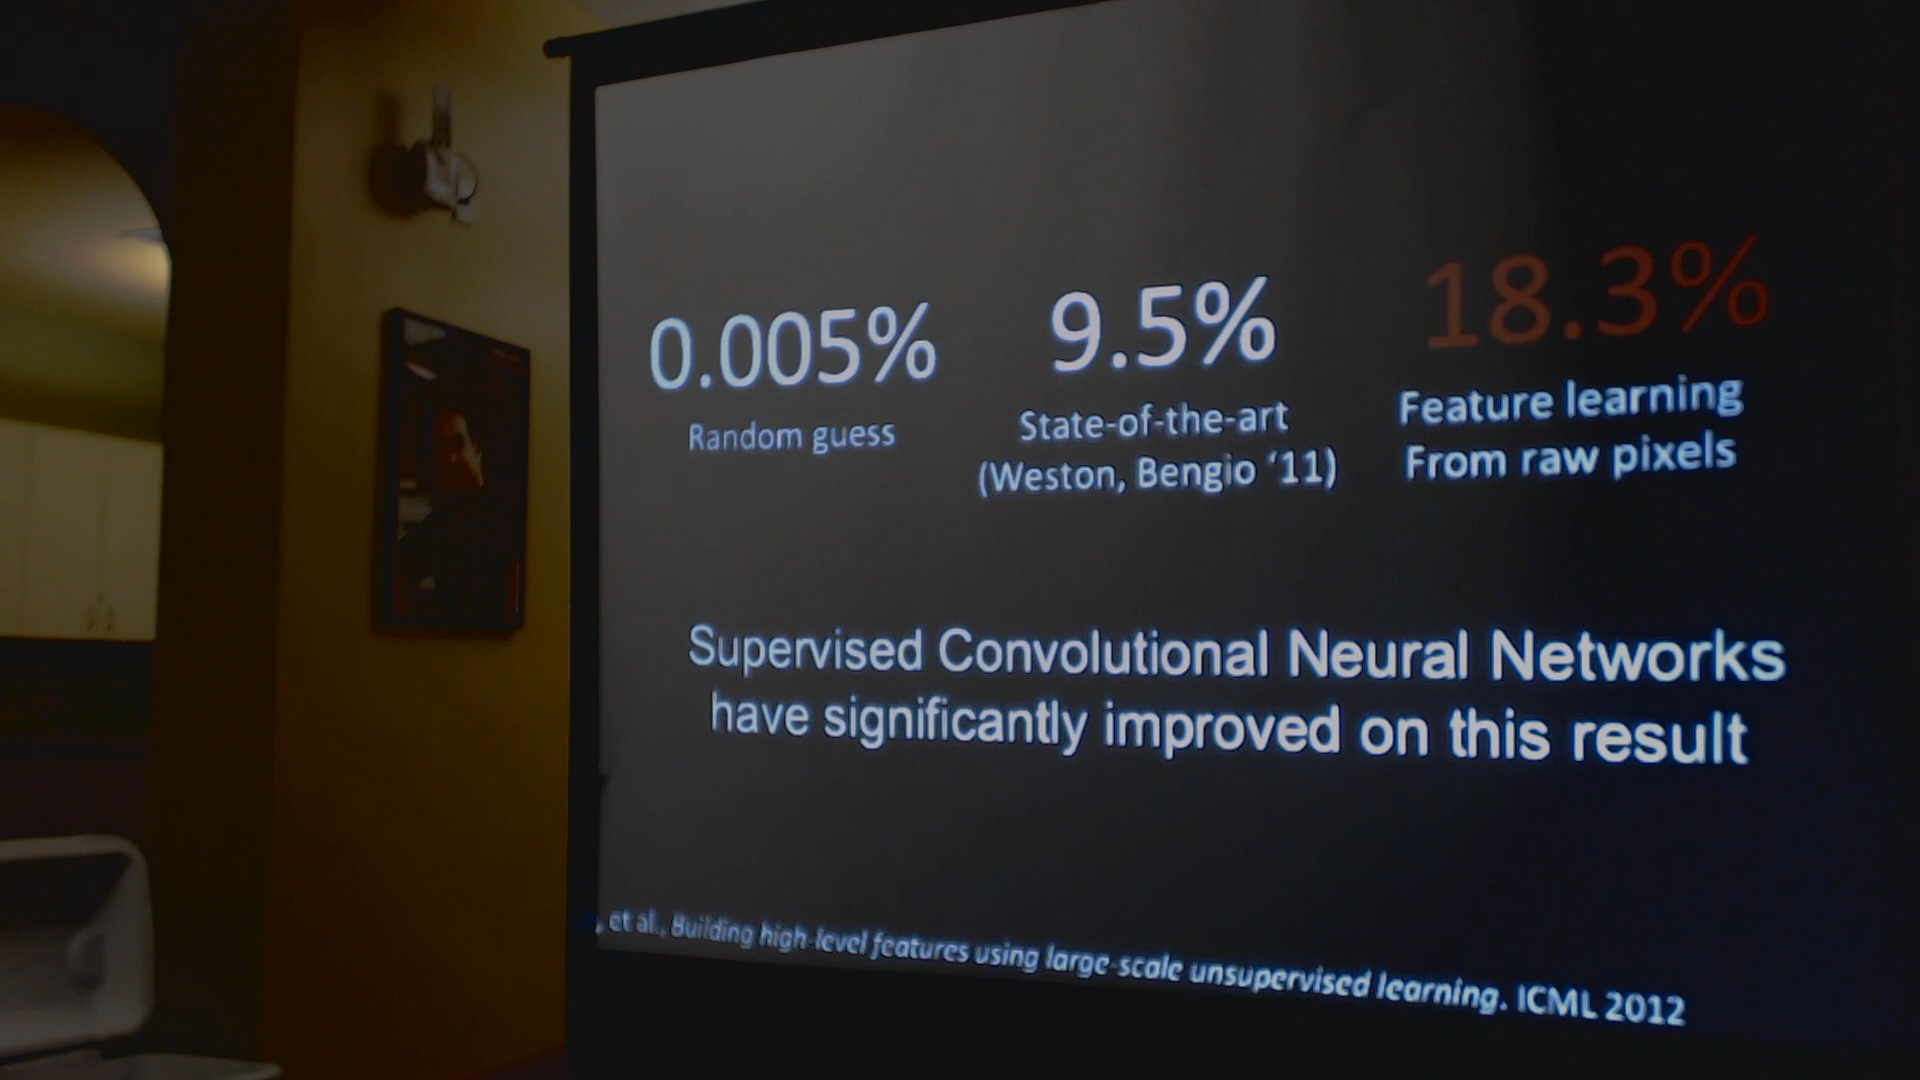 0.005%
Random guess
9.5%
State-of-the-art
(Weston, Bengio ‘11)
18.3%
Feature learning
From raw pixels
Supervised Convolutional Neural Networks
have significantly improved on this result
, et al., Building high-level features using large-scale unsupervised learning. ICML 2012